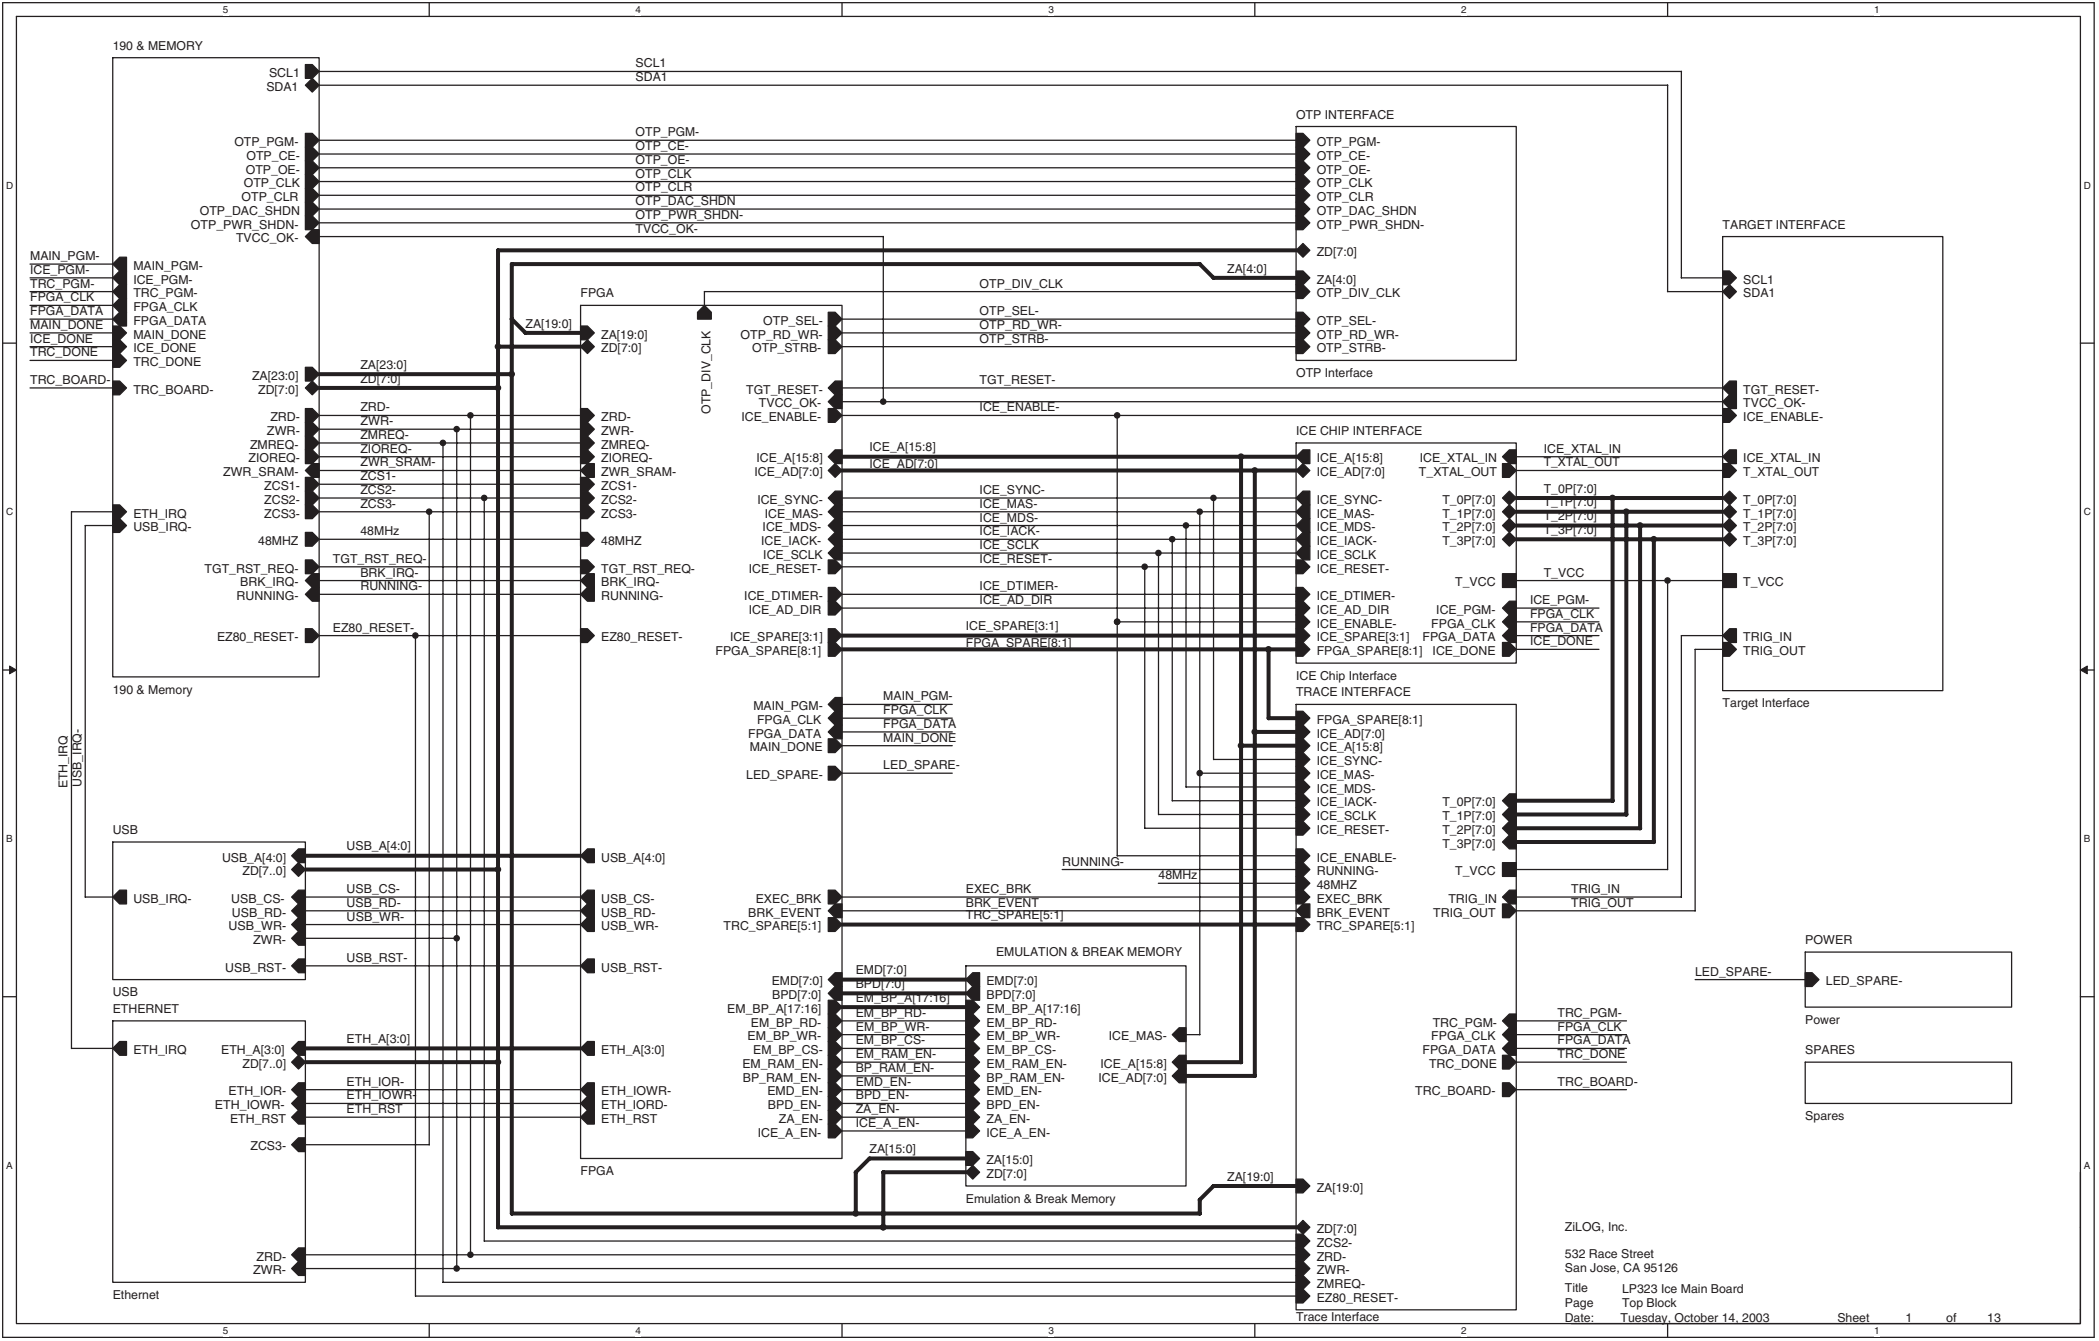 5
4
3
2
1
D
C
B
A
D
C
B
A
190 & MEMORY
SCL1
SDA1
OTP_PGM-
OTP_CE-
OTP_OE-
OTP_CLK
OTP_CLR
OTP_DAC_SHDN
OTP_PWR_SHDN-
TVCC_OK-
MAIN_PGM-
ICE_PGM-
TRC_PGM-
FPGA_CLK
FPGA_DATA
MAIN_DONE
ICE_DONE
TRC_DONE
TRC_BOARD-
MAIN_PGM-
ICE_PGM-
TRC_PGM-
FPGA_CLK
FPGA_DATA
MAIN_DONE
ICE_DONE
TRC_DONE
TRC_BOARD-
ZA[23:0]
ZD[7:0]
ZRD-
ZWR-
ZMREQ-
ZIOREQ-
ZWR_SRAM-
ZCS1-
ZCS2-
ZCS3-
ETH_IRQ
USB_IRQ-
48MHZ
TGT_RST_REQ-
BRK_IRQ-
RUNNING-
EZ80_RESET-
190 & Memory
ETH_IRQ
USB_IRQ-
SCL1
SDA1
OTP_PGM-
OTP_CE-
OTP_OE-
OTP_CLK
OTP_CLR
OTP_DAC_SHDN
OTP_PWR_SHDN-
TVCC_OK-
ZA[23:0]
ZD[7:0]
ZRD-
ZWR-
ZMREQ-
ZIOREQ-
ZWR_SRAM-
ZCS1-
ZCS2-
ZCS3-
48MHz
TGT_RST_REQ-
BRK_IRQ-
RUNNING-
EZ80_RESET-
USB
USB_A[4:0]
ZD[7..0]
USB_IRQ-
USB_CS-
USB_RD-
USB_WR-
ZWR-
USB_RST-
USB
USB_A[4:0]
USB_CS-
USB_RD-
USB_WR-
USB_RST-
ETHERNET
ETH_IRQ
ETH_A[3:0]
ZD[7..0]
ETH_IOR-
ETH_IOWR-
ETH_RST
ZCS3-
ZRD-
ZWR-
Ethernet
ETH_A[3:0]
ETH_IOR-
ETH_IOWR-
ETH_RST
FPGA
ZA[19:0]
ZA[19:0]
ZD[7:0]
OTP_DIV_CLK
OTP_SEL-
OTP_RD_WR-
OTP_STRB-
TGT_RESET-
TVCC_OK-
ICE_ENABLE-
ZRD-
ZWR-
ZMREQ-
ZIOREQ-
ZWR_SRAM-
ZCS1-
ZCS2-
ZCS3-
48MHZ
TGT_RST_REQ-
BRK_IRQ-
RUNNING-
EZ80_RESET-
USB_A[4:0]
USB_CS-
USB_RD-
USB_WR-
USB_RST-
ETH_A[3:0]
ETH_IOWR-
ETH_IORD-
ETH_RST
ICE_A[15:8]
ICE_AD[7:0]
ICE_SYNC-
ICE_MAS-
ICE_MDS-
ICE_IACK-
ICE_SCLK
ICE_RESET-
ICE_DTIMER-
ICE_AD_DIR
ICE_SPARE[3:1]
FPGA_SPARE[8:1]
MAIN_PGM-
FPGA_CLK
FPGA_DATA
MAIN_DONE
LED_SPARE-
EXEC_BRK
BRK_EVENT
TRC_SPARE[5:1]
EMD[7:0]
BPD[7:0]
EM_BP_A[17:16]
EM_BP_RD-
EM_BP_WR-
EM_BP_CS-
EM_RAM_EN-
BP_RAM_EN-
EMD_EN-
BPD_EN-
ZA_EN-
ICE_A_EN-
FPGA
OTP_DIV_CLK
OTP_SEL-
OTP_RD_WR-
OTP_STRB-
TGT_RESET-
ICE_ENABLE-
ICE_A[15:8]
ICE_AD[7:0]
ICE_SYNC-
ICE_MAS-
ICE_MDS-
ICE_IACK-
ICE_SCLK
ICE_RESET-
ICE_DTIMER-
ICE_AD_DIR
ICE_SPARE[3:1]
FPGA_SPARE[8:1]
MAIN_PGM-
FPGA_CLK
FPGA_DATA
MAIN_DONE
LED_SPARE-
RUNNING-
48MHz
EXEC_BRK
BRK_EVENT
TRC_SPARE[5:1]
EMD[7:0]
BPD[7:0]
EM_BP_A[17:16]
EM_BP_RD-
EM_BP_WR-
EM_BP_CS-
EM_RAM_EN-
BP_RAM_EN-
EMD_EN-
BPD_EN-
ZA_EN-
ICE_A_EN-
ZA[15:0]
EMULATION & BREAK MEMORY
EMD[7:0]
BPD[7:0]
EM_BP_A[17:16]
EM_BP_RD-
EM_BP_WR-
EM_BP_CS-
EM_RAM_EN-
BP_RAM_EN-
EMD_EN-
BPD_EN-
ZA_EN-
ICE_A_EN-
ZA[15:0]
ZD[7:0]
ICE_MAS-
ICE_A[15:8]
ICE_AD[7:0]
Emulation & Break Memory
OTP INTERFACE
OTP_PGM-
OTP_CE-
OTP_OE-
OTP_CLK
OTP_CLR
OTP_DAC_SHDN
OTP_PWR_SHDN-
ZD[7:0]
ZA[4:0]
ZA[4:0]
OTP_DIV_CLK
OTP_SEL-
OTP_RD_WR-
OTP_STRB-
OTP Interface
ICE CHIP INTERFACE
ICE_A[15:8]
ICE_AD[7:0]
ICE_SYNC-
ICE_MAS-
ICE_MDS-
ICE_IACK-
ICE_SCLK
ICE_RESET-
ICE_DTIMER-
ICE_AD_DIR
ICE_ENABLE-
ICE_SPARE[3:1]
FPGA_SPARE[8:1]
ICE_XTAL_IN
T_XTAL_OUT
T_0P[7:0]
T_1P[7:0]
T_2P[7:0]
T_3P[7:0]
T_VCC
ICE_PGM-
FPGA_CLK
FPGA_DATA
ICE_DONE
ICE Chip Interface
ICE_XTAL_IN
T_XTAL_OUT
T_0P[7:0]
T_1P[7:0]
T_2P[7:0]
T_3P[7:0]
T_VCC
ICE_PGM-
FPGA_CLK
FPGA_DATA
ICE_DONE
TRACE INTERFACE
FPGA_SPARE[8:1]
ICE_AD[7:0]
ICE_A[15:8]
ICE_SYNC-
ICE_MAS-
ICE_MDS-
ICE_IACK-
ICE_SCLK
ICE_RESET-
ICE_ENABLE-
RUNNING-
48MHZ
EXEC_BRK
BRK_EVENT
TRC_SPARE[5:1]
T_0P[7:0]
T_1P[7:0]
T_2P[7:0]
T_3P[7:0]
T_VCC
TRIG_IN
TRIG_OUT
TRC_PGM-
FPGA_CLK
FPGA_DATA
TRC_DONE
TRC_BOARD-
ZA[19:0]
ZA[19:0]
ZD[7:0]
ZCS2-
ZRD-
ZWR-
ZMREQ-
EZ80_RESET-
Trace Interface
TRIG_IN
TRIG_OUT
TRC_PGM-
FPGA_CLK
FPGA_DATA
TRC_DONE
TRC_BOARD-
TARGET INTERFACE
SCL1
SDA1
TGT_RESET-
TVCC_OK-
ICE_ENABLE-
ICE_XTAL_IN
T_XTAL_OUT
T_0P[7:0]
T_1P[7:0]
T_2P[7:0]
T_3P[7:0]
T_VCC
TRIG_IN
TRIG_OUT
Target Interface
POWER
LED_SPARE-
LED_SPARE-
Power
SPARES
Spares
ZiLOG, Inc.
532 Race Street
San Jose, CA 95126
Title LP323 Ice Main Board
Page Top Block
Date: Tuesday, October 14, 2003 Sheet 1 of 13
5
4
3
2
1